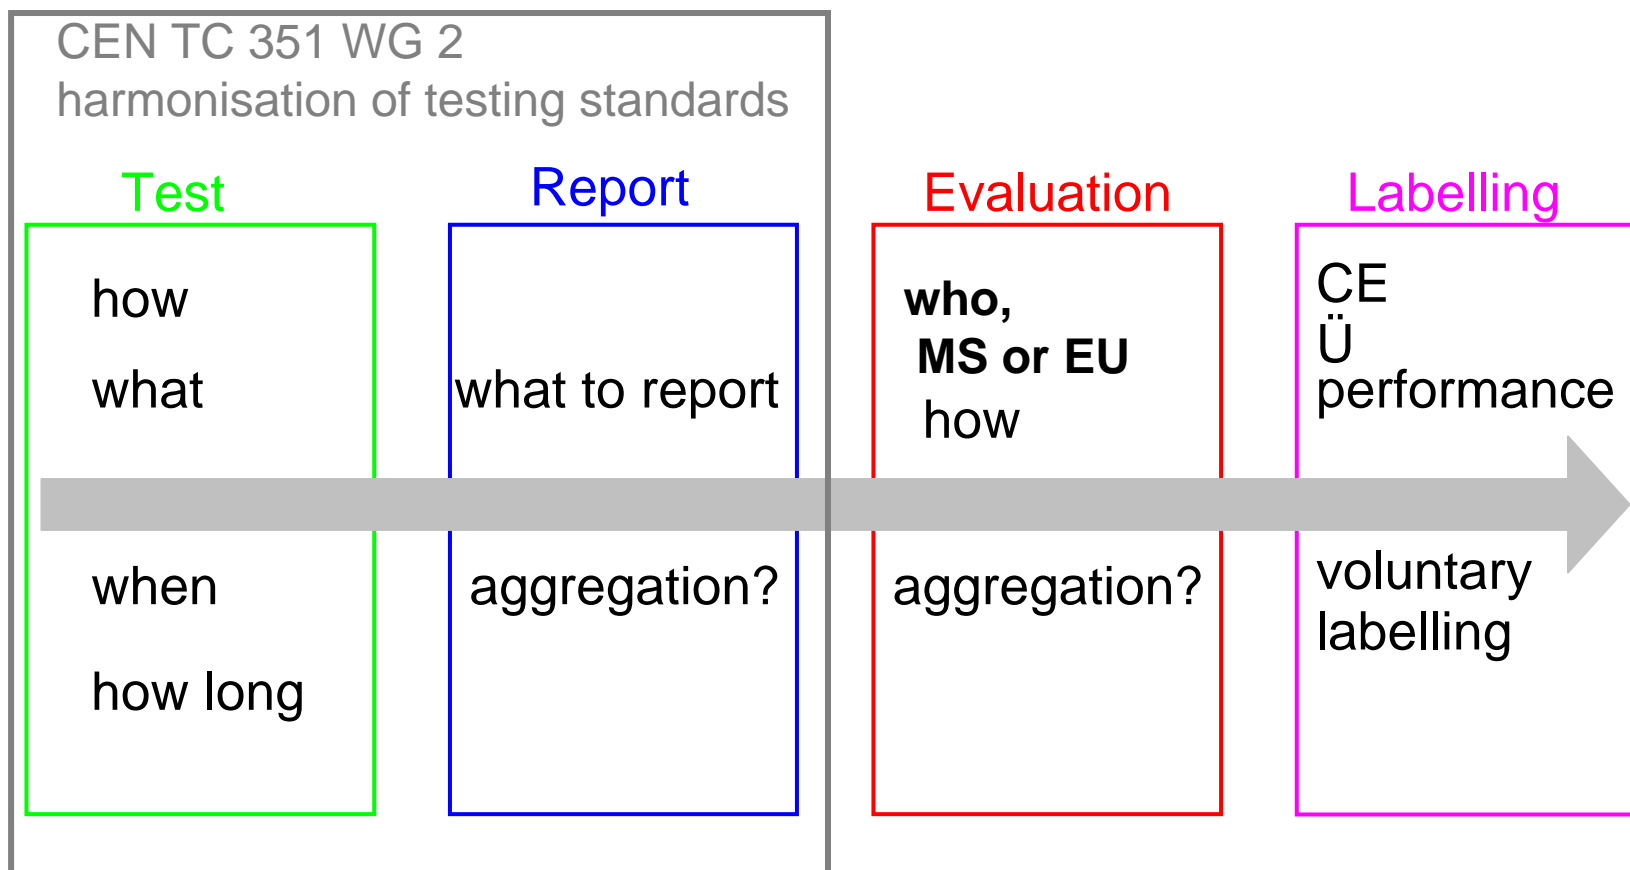 CEN TC 351 WG 2
harmonisation of testing standards
Test
how
what
when
how long
Report
what to report
aggregation?
Evaluation
who,
MS or EU
how
aggregation?
Labelling
CE
Ü
performance
voluntary
labelling